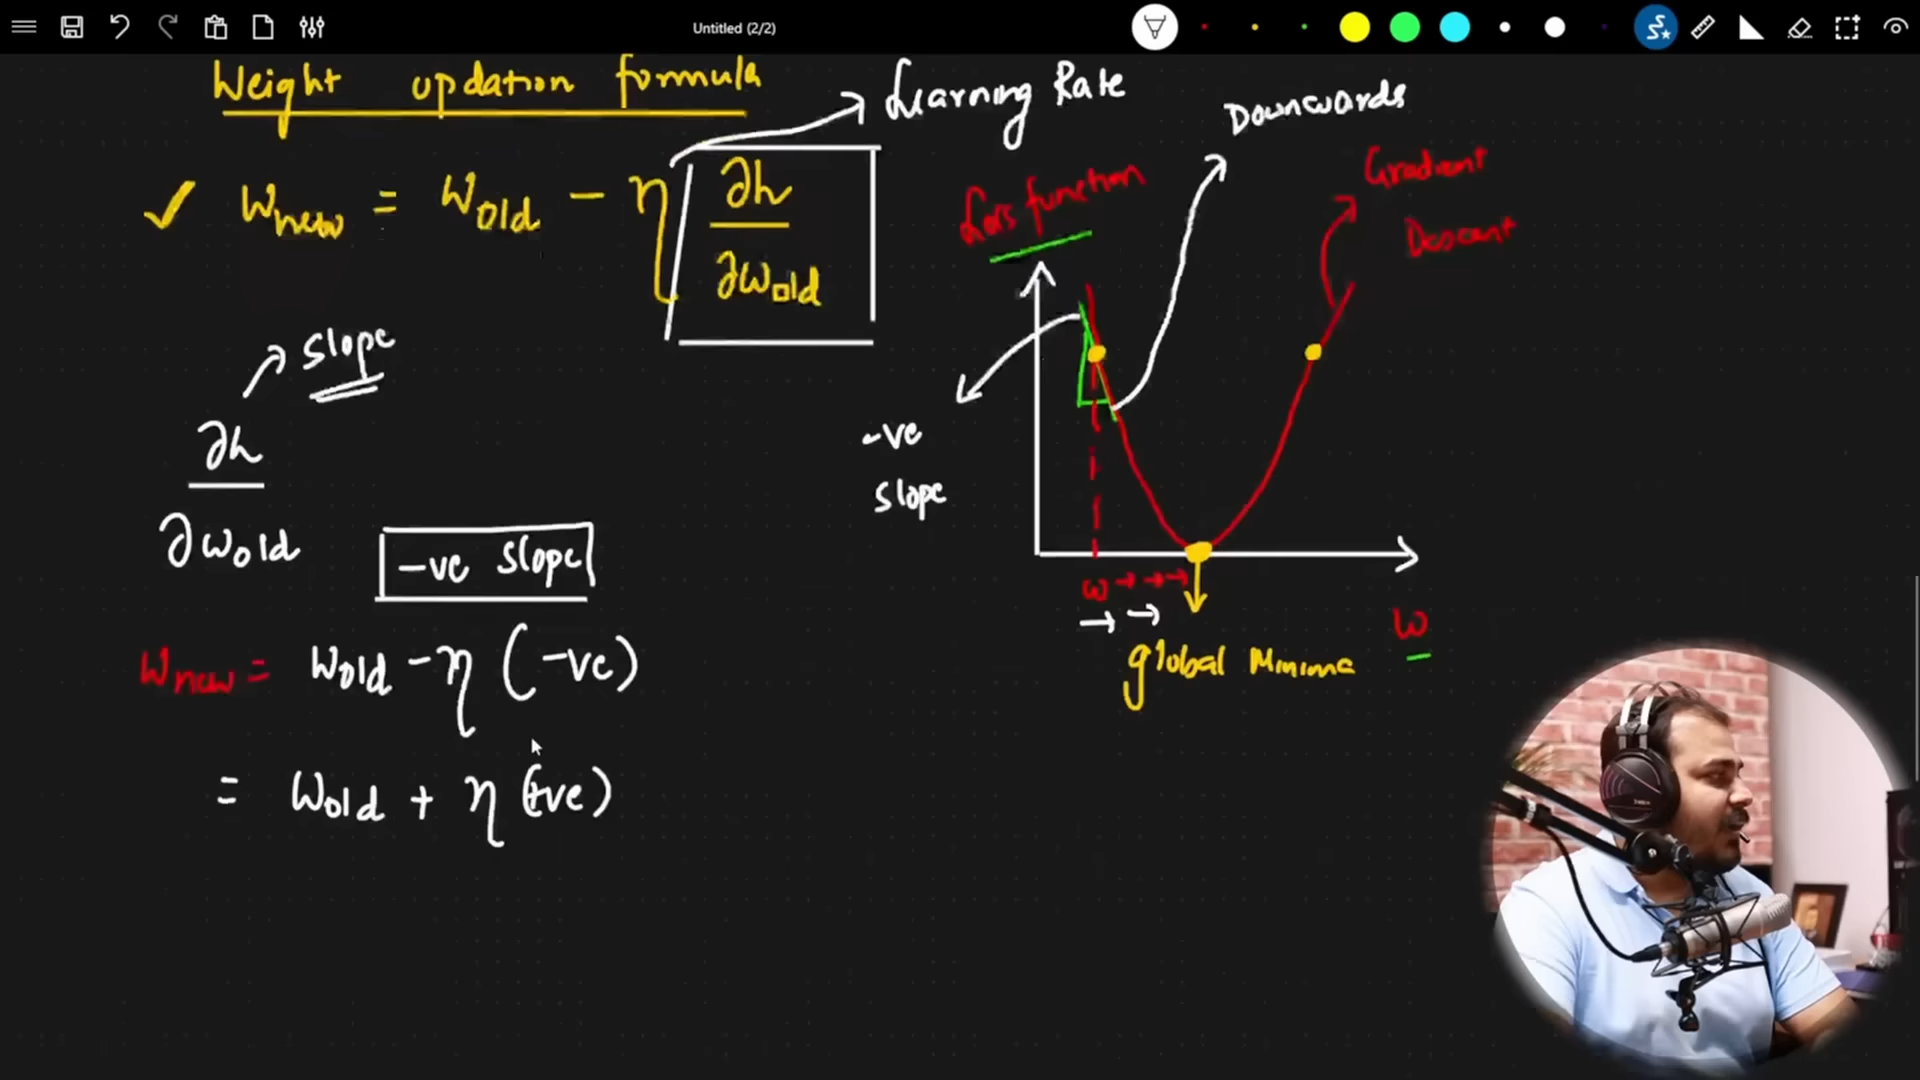 Untitled (2/2)
Weight updation formula
Learning Rate
Downwards
✓ Wnew = Wold - η ∂h
∂Wold
Loss function
Gradient
Descent
slope
∂h
∂Wold
-ve
slope
-ve slope
Wnew = Wold - η (-ve)
= Wold + η (+ve)
W → → →
→ →
W
global Minima